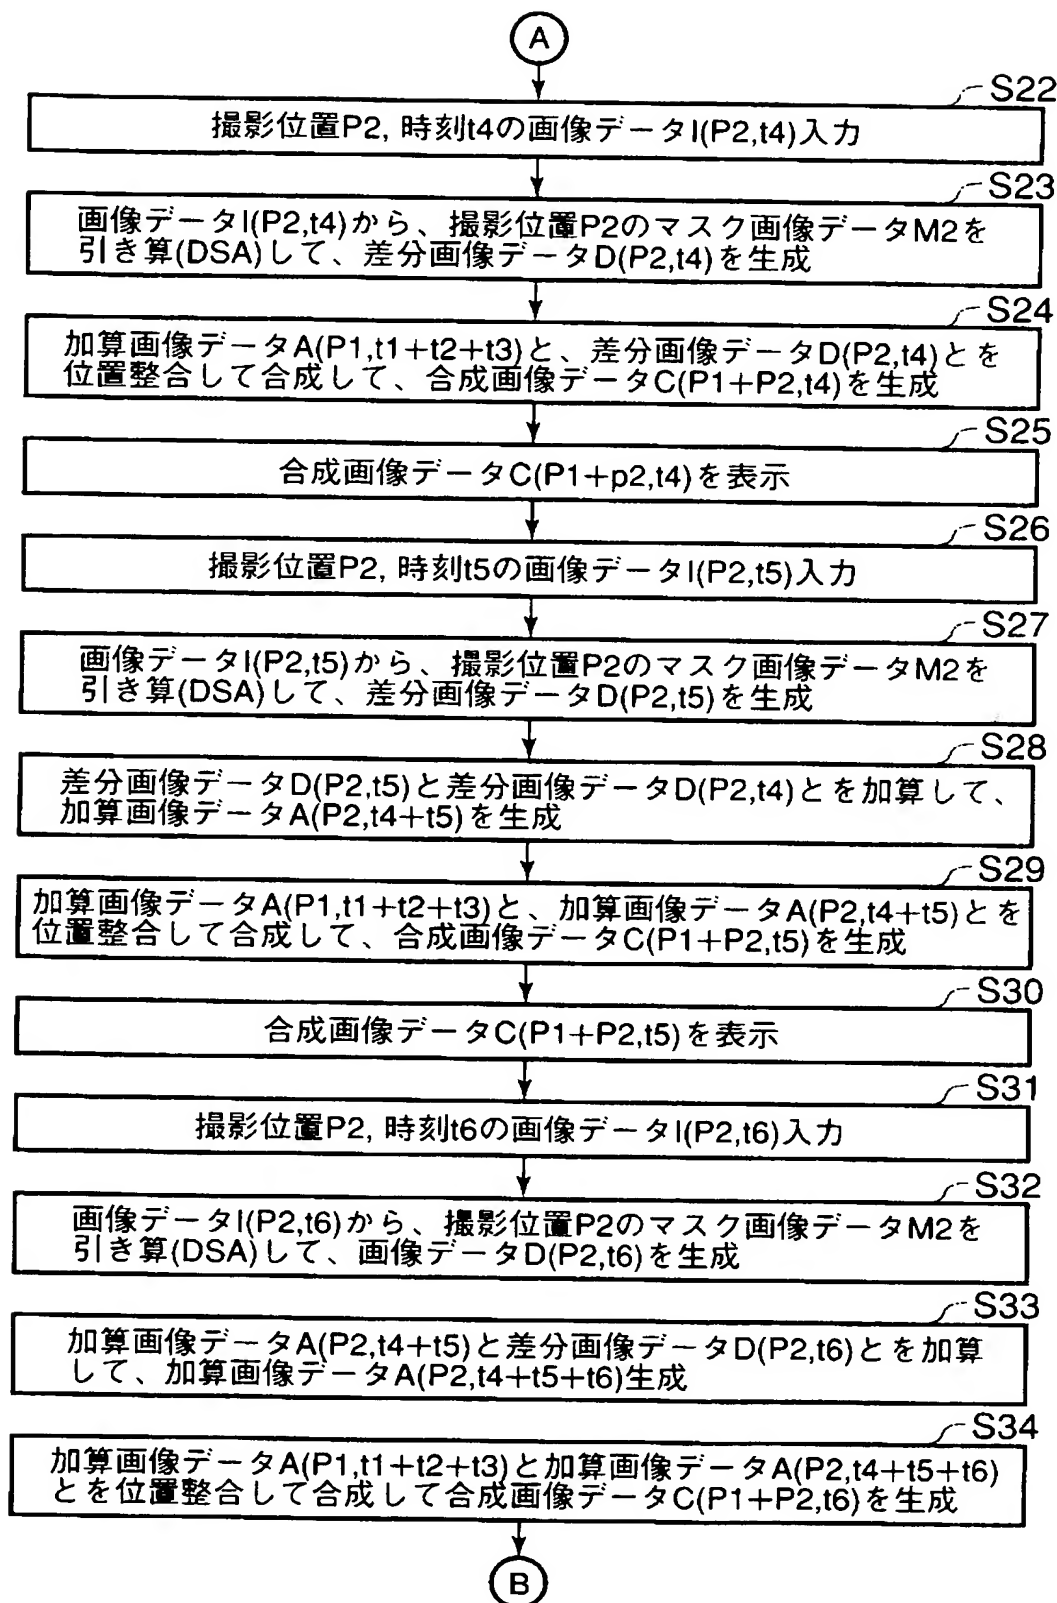 A
S22
撮影位置P2, 時刻t4の画像データI(P2,t4)入力
S23
画像データI(P2,t4)から、撮影位置P2のマスク画像データM2を
引き算(DSA)して、差分画像データD(P2,t4)を生成
S24
加算画像データA(P1,t1+t2+t3)と、差分画像データD(P2,t4)とを
位置整合して合成して、合成画像データC(P1+P2,t4)を生成
S25
合成画像データC(P1+p2,t4)を表示
S26
撮影位置P2, 時刻t5の画像データI(P2,t5)入力
S27
画像データI(P2,t5)から、撮影位置P2のマスク画像データM2を
引き算(DSA)して、差分画像データD(P2,t5)を生成
S28
差分画像データD(P2,t5)と差分画像データD(P2,t4)とを加算して、
加算画像データA(P2,t4+t5)を生成
S29
加算画像データA(P1,t1+t2+t3)と、加算画像データA(P2,t4+t5)とを
位置整合して合成して、合成画像データC(P1+P2,t5)を生成
S30
合成画像データC(P1+P2,t5)を表示
S31
撮影位置P2, 時刻t6の画像データI(P2,t6)入力
S32
画像データI(P2,t6)から、撮影位置P2のマスク画像データM2を
引き算(DSA)して、画像データD(P2,t6)を生成
S33
加算画像データA(P2,t4+t5)と差分画像データD(P2,t6)とを加算
して、加算画像データA(P2,t4+t5+t6)生成
S34
加算画像データA(P1,t1+t2+t3)と加算画像データA(P2,t4+t5+t6)
とを位置整合して合成して合成画像データC(P1+P2,t6)を生成
B